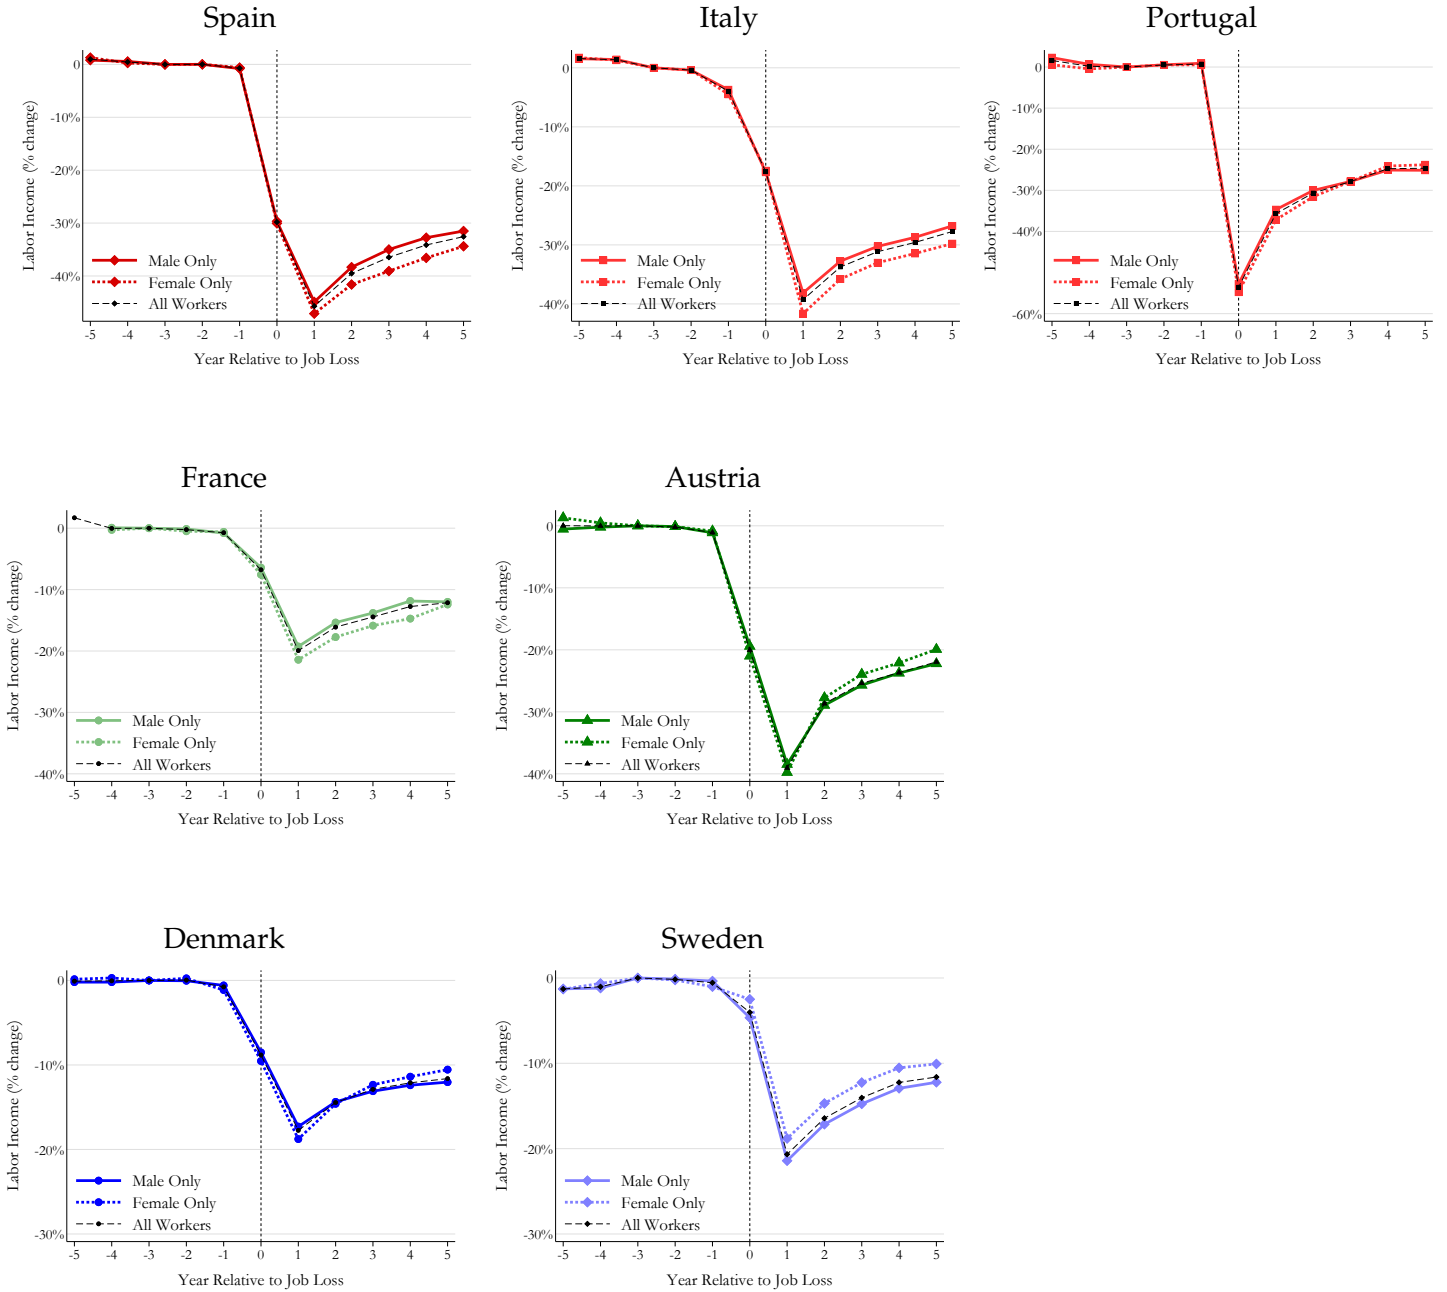 Spain
Labor Income (% change)
0
-10%
-20%
-30%
-40%
Male Only
Female Only
All Workers
-5 -4 -3 -2 -1 0 1 2 3 4 5
Year Relative to Job Loss
Italy
Labor Income (% change)
0
-10%
-20%
-30%
-40%
Male Only
Female Only
All Workers
-5 -4 -3 -2 -1 0 1 2 3 4 5
Year Relative to Job Loss
Portugal
Labor Income (% change)
0
-10%
-20%
-30%
-40%
-60%
Male Only
Female Only
All Workers
-5 -4 -3 -2 -1 0 1 2 3 4 5
Year Relative to Job Loss
France
Labor Income (% change)
0
-10%
-20%
-30%
-40%
Male Only
Female Only
All Workers
-5 -4 -3 -2 -1 0 1 2 3 4 5
Year Relative to Job Loss
Austria
Labor Income (% change)
0
-10%
-20%
-30%
-40%
Male Only
Female Only
All Workers
-5 -4 -3 -2 -1 0 1 2 3 4 5
Year Relative to Job Loss
Denmark
Labor Income (% change)
0
-10%
-20%
-30%
Male Only
Female Only
All Workers
-5 -4 -3 -2 -1 0 1 2 3 4 5
Year Relative to Job Loss
Sweden
Labor Income (% change)
0
-10%
-20%
-30%
Male Only
Female Only
All Workers
-5 -4 -3 -2 -1 0 1 2 3 4 5
Year Relative to Job Loss